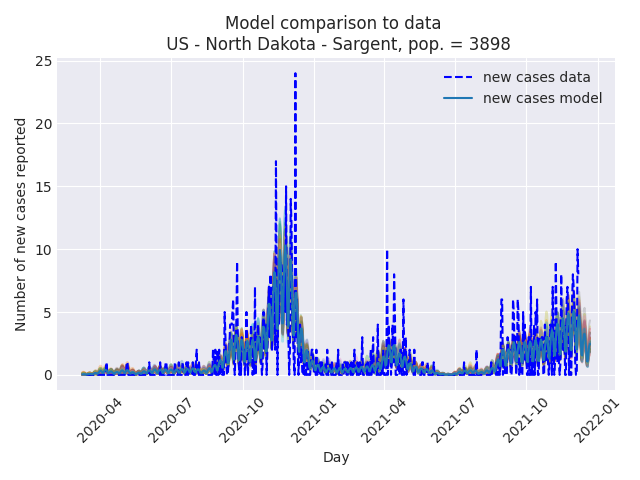 Model comparison to data
US - North Dakota - Sargent, pop. = 3898
new cases data
new cases model
Number of new cases reported
25
20
15
10
5
0
2020-04
2020-07
2020-10
2021-01
2021-04
2021-07
2021-10
2022-01
Day